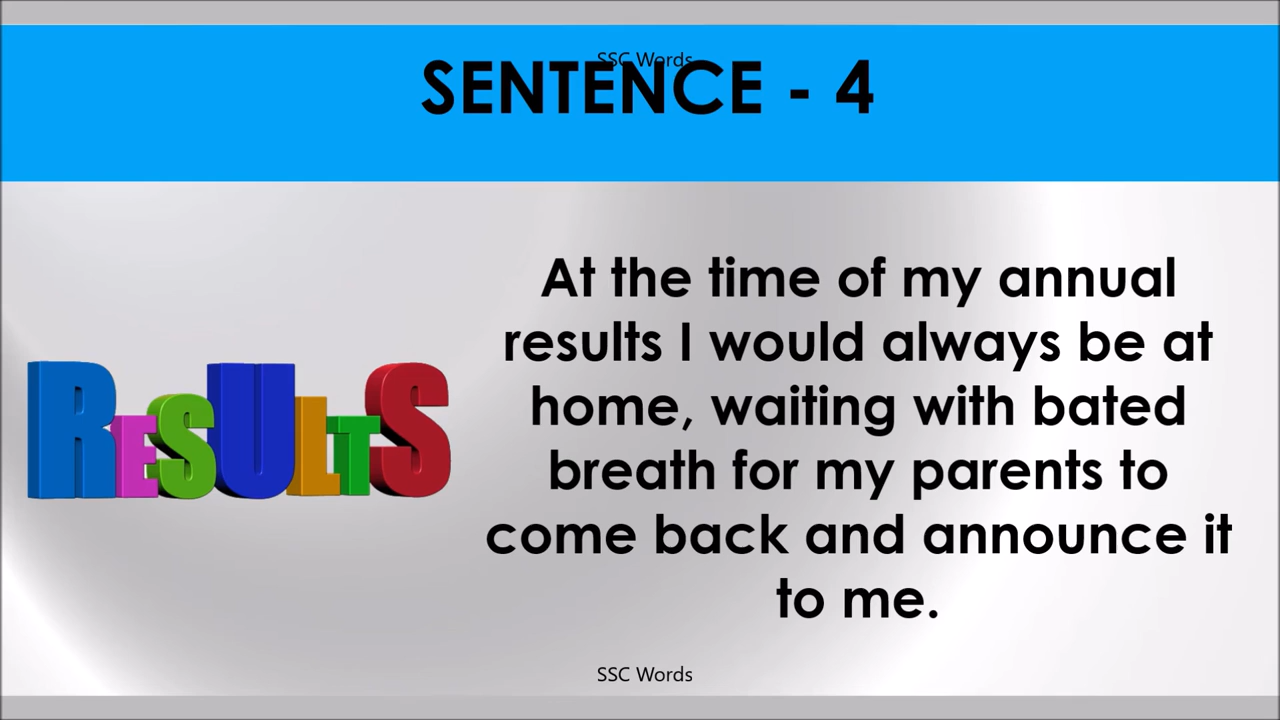 SSC Words
SENTENCE - 4
RESULTS
At the time of my annual
results I would always be at
home, waiting with bated
breath for my parents to
come back and announce it
to me.
SSC Words